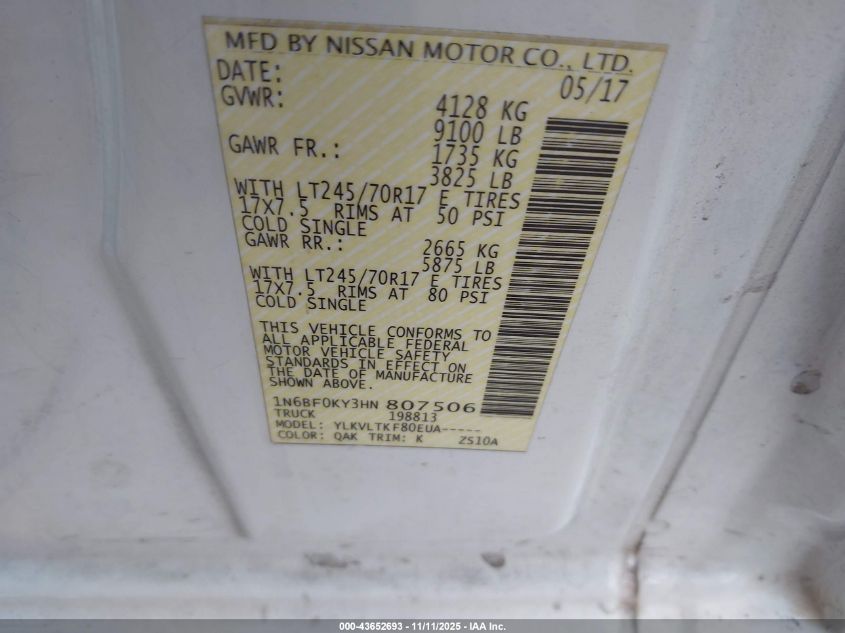 MFD BY NISSAN MOTOR CO., LTD.
DATE: 05/17
GVWR: 4128 KG
9100 LB
GAWR FR.: 1735 KG
3825 LB
WITH LT245/70R17 E TIRES
17X7.5 RIMS AT 50 PSI
COLD SINGLE
GAWR RR.: 2665 KG
5875 LB
WITH LT245/70R17 E TIRES
17X7.5 RIMS AT 80 PSI
COLD SINGLE
THIS VEHICLE CONFORMS TO
ALL APPLICABLE FEDERAL
MOTOR VEHICLE SAFETY
STANDARDS IN EFFECT ON
THE DATE OF MANUFACTURE
SHOWN ABOVE.
1N6BF0KY3HN 807506
TRUCK 198813
MODEL: YLKVLTKF80EUA-----
COLOR: QAK TRIM: K ZS10A
000-43652693 - 11/11/2025 - IAA Inc.